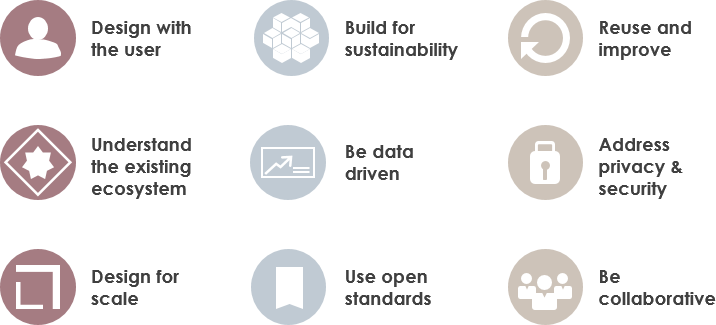 Design with
the user
Build for
sustainability
Reuse and
improve
Understand
the existing
ecosystem
Be data
driven
Address
privacy &
security
Design for
scale
Use open
standards
Be
collaborative